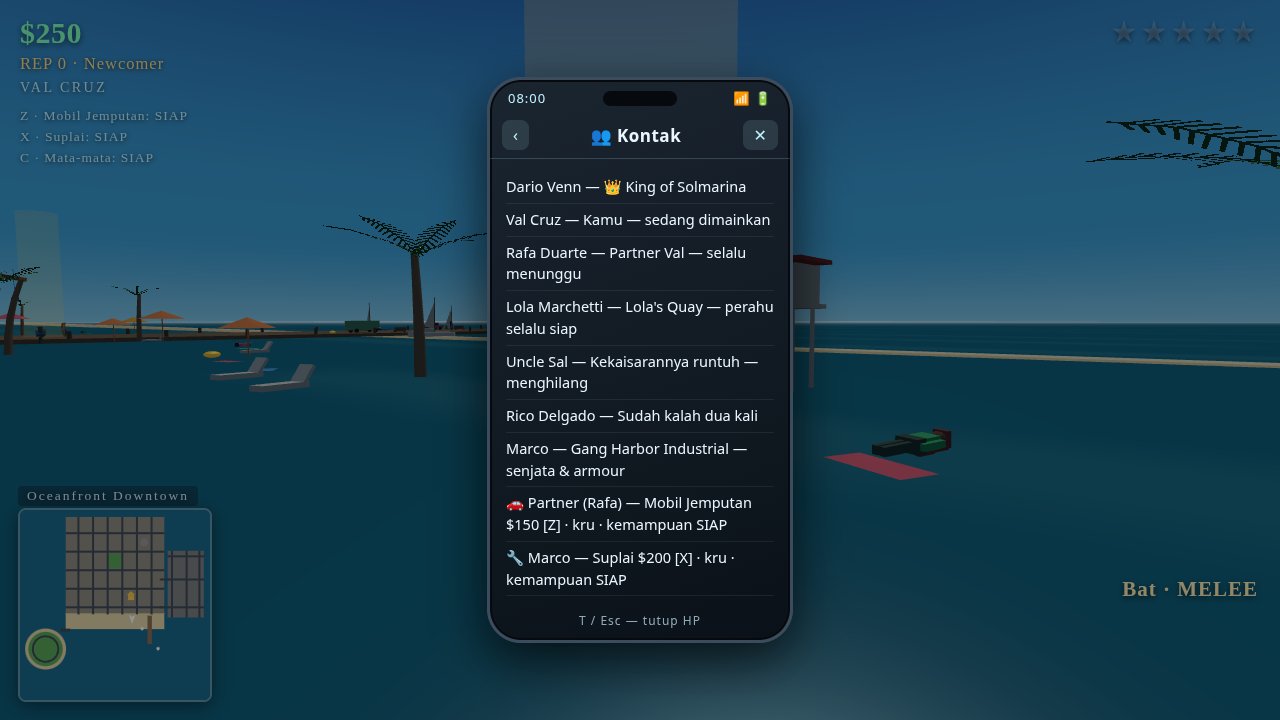 $250
REP 0 · Newcomer
VAL CRUZ
Z · Mobil Jemputan: SIAP
X · Suplai: SIAP
C · Mata-mata: SIAP
★★★★★
08:00
👥 Kontak
Dario Venn — 👑 King of Solmarina
Val Cruz — Kamu — sedang dimainkan
Rafa Duarte — Partner Val — selalu
menunggu
Lola Marchetti — Lola's Quay — perahu
selalu siap
Uncle Sal — Kekaisarannya runtuh —
menghilang
Rico Delgado — Sudah kalah dua kali
Marco — Gang Harbor Industrial —
senjata & armour
🚗 Partner (Rafa) — Mobil Jemputan
$150 [Z] · kru · kemampuan SIAP
🔧 Marco — Suplai $200 [X] · kru ·
kemampuan SIAP
T / Esc — tutup HP
Oceanfront Downtown
Bat · MELEE